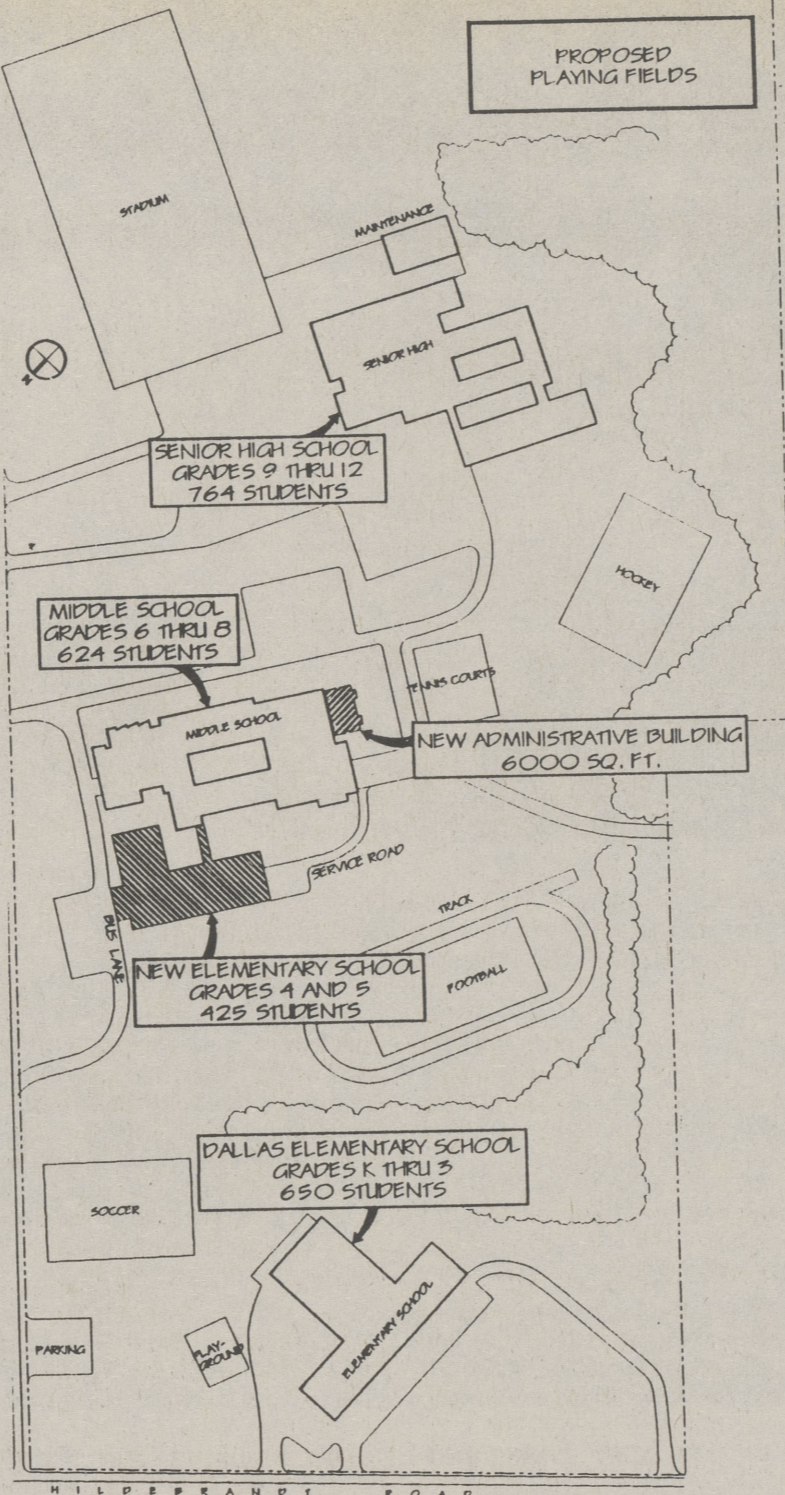 PROPOSED
PLAYING FIELDS
STADIUM
MAINTENANCE
SENIOR HIGH
N
SENIOR HIGH SCHOOL
GRADES 9 THRU 12
764 STUDENTS
HOCKEY
MIDDLE SCHOOL
GRADES 6 THRU 8
624 STUDENTS
TENNIS COURTS
MIDDLE SCHOOL
NEW ADMINISTRATIVE BUILDING
6000 SQ. FT.
SERVICE ROAD
TRACK
BUS LANE
FOOTBALL
NEW ELEMENTARY SCHOOL
GRADES 4 AND 5
425 STUDENTS
DALLAS ELEMENTARY SCHOOL
GRADES K THRU 3
650 STUDENTS
SOCCER
PARKING
PLAY-
GROUND
ELEMENTARY SCHOOL
HILDEBRANDT ROAD